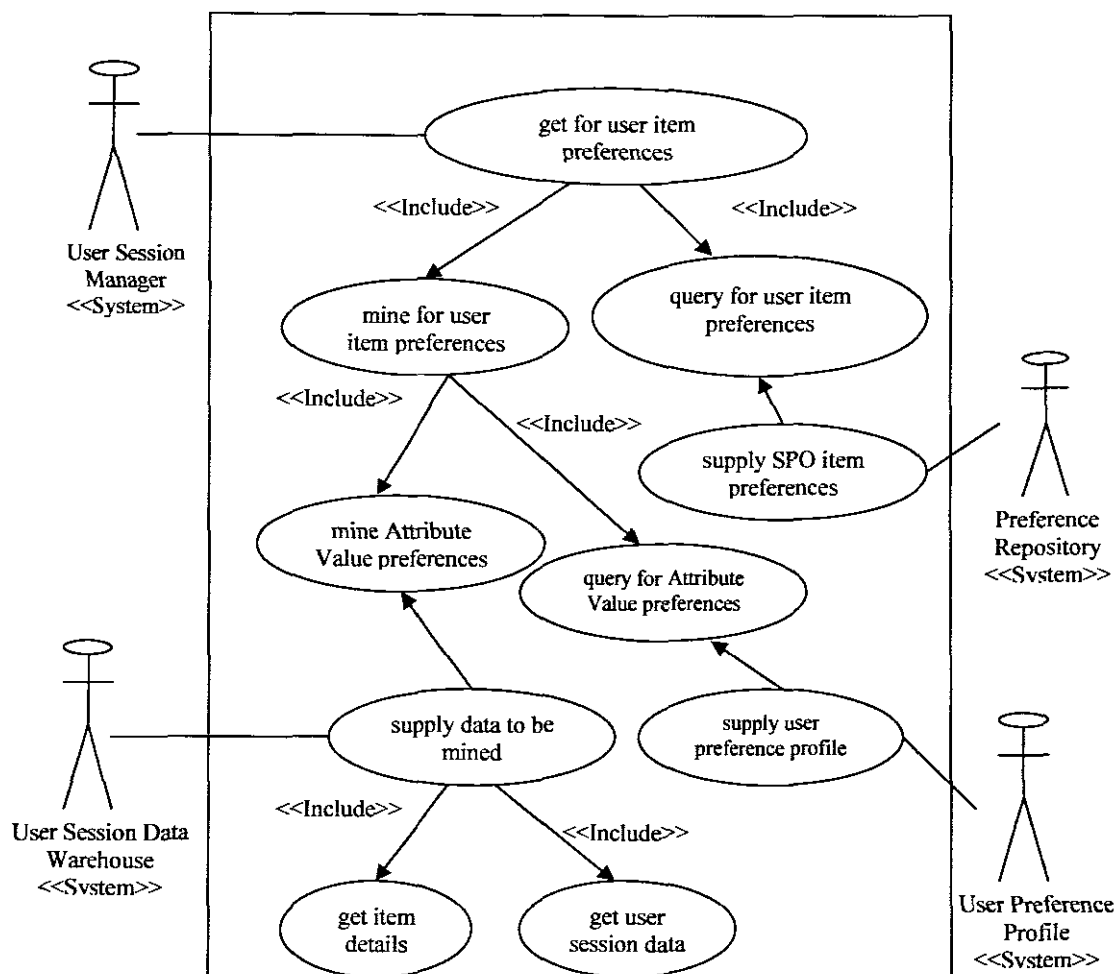 get for user item
preferences
<<Include>>
<<Include>>
User Session
Manager
<<System>>
mine for user
item preferences
query for user item
preferences
<<Include>>
<<Include>>
supply SPO item
preferences
Preference
Repository
<<System>>
mine Attribute
Value preferences
query for Attribute
Value preferences
supply data to be
mined
supply user
preference profile
<<Include>>
<<Include>>
User Session Data
Warehouse
<<System>>
get item
details
get user
session data
User Preference
Profile
<<System>>